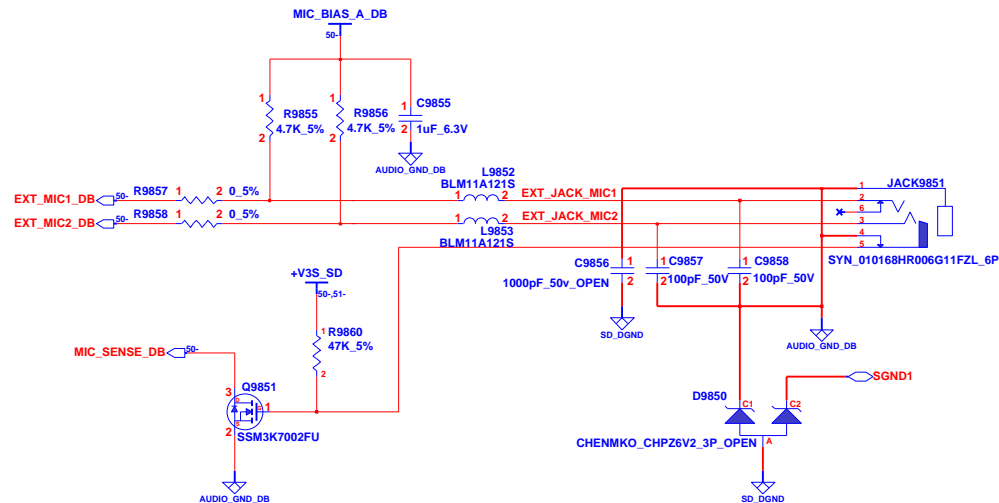 MIC_BIAS_A_DB
50-
1
R9855
4.7K_5%
2
1
R9856
4.7K_5%
2
1
C9855
2
1uF_6.3V
AUDIO_GND_DB
L9852
BLM11A121S
EXT_MIC1_DB
50-
R9857
1
2
0_5%
1
2
EXT_JACK_MIC1
EXT_MIC2_DB
50-
R9858
1
2
0_5%
1
2
EXT_JACK_MIC2
L9853
BLM11A121S
JACK9851
1
2
6
3
4
5
SYN_010168HR006G11FZL_6P
C9856
1
2
1000pF_50v_OPEN
1
C9857
2
100pF_50V
1
C9858
2
100pF_50V
SD_DGND
AUDIO_GND_DB
+V3S_SD
50-,51-
1
R9860
47K_5%
2
MIC_SENSE_DB
50-
Q9851
3
D
G
1
S
2
SSM3K7002FU
AUDIO_GND_DB
SGND1
D9850
C1
C2
A
CHENMKO_CHPZ6V2_3P_OPEN
SD_DGND